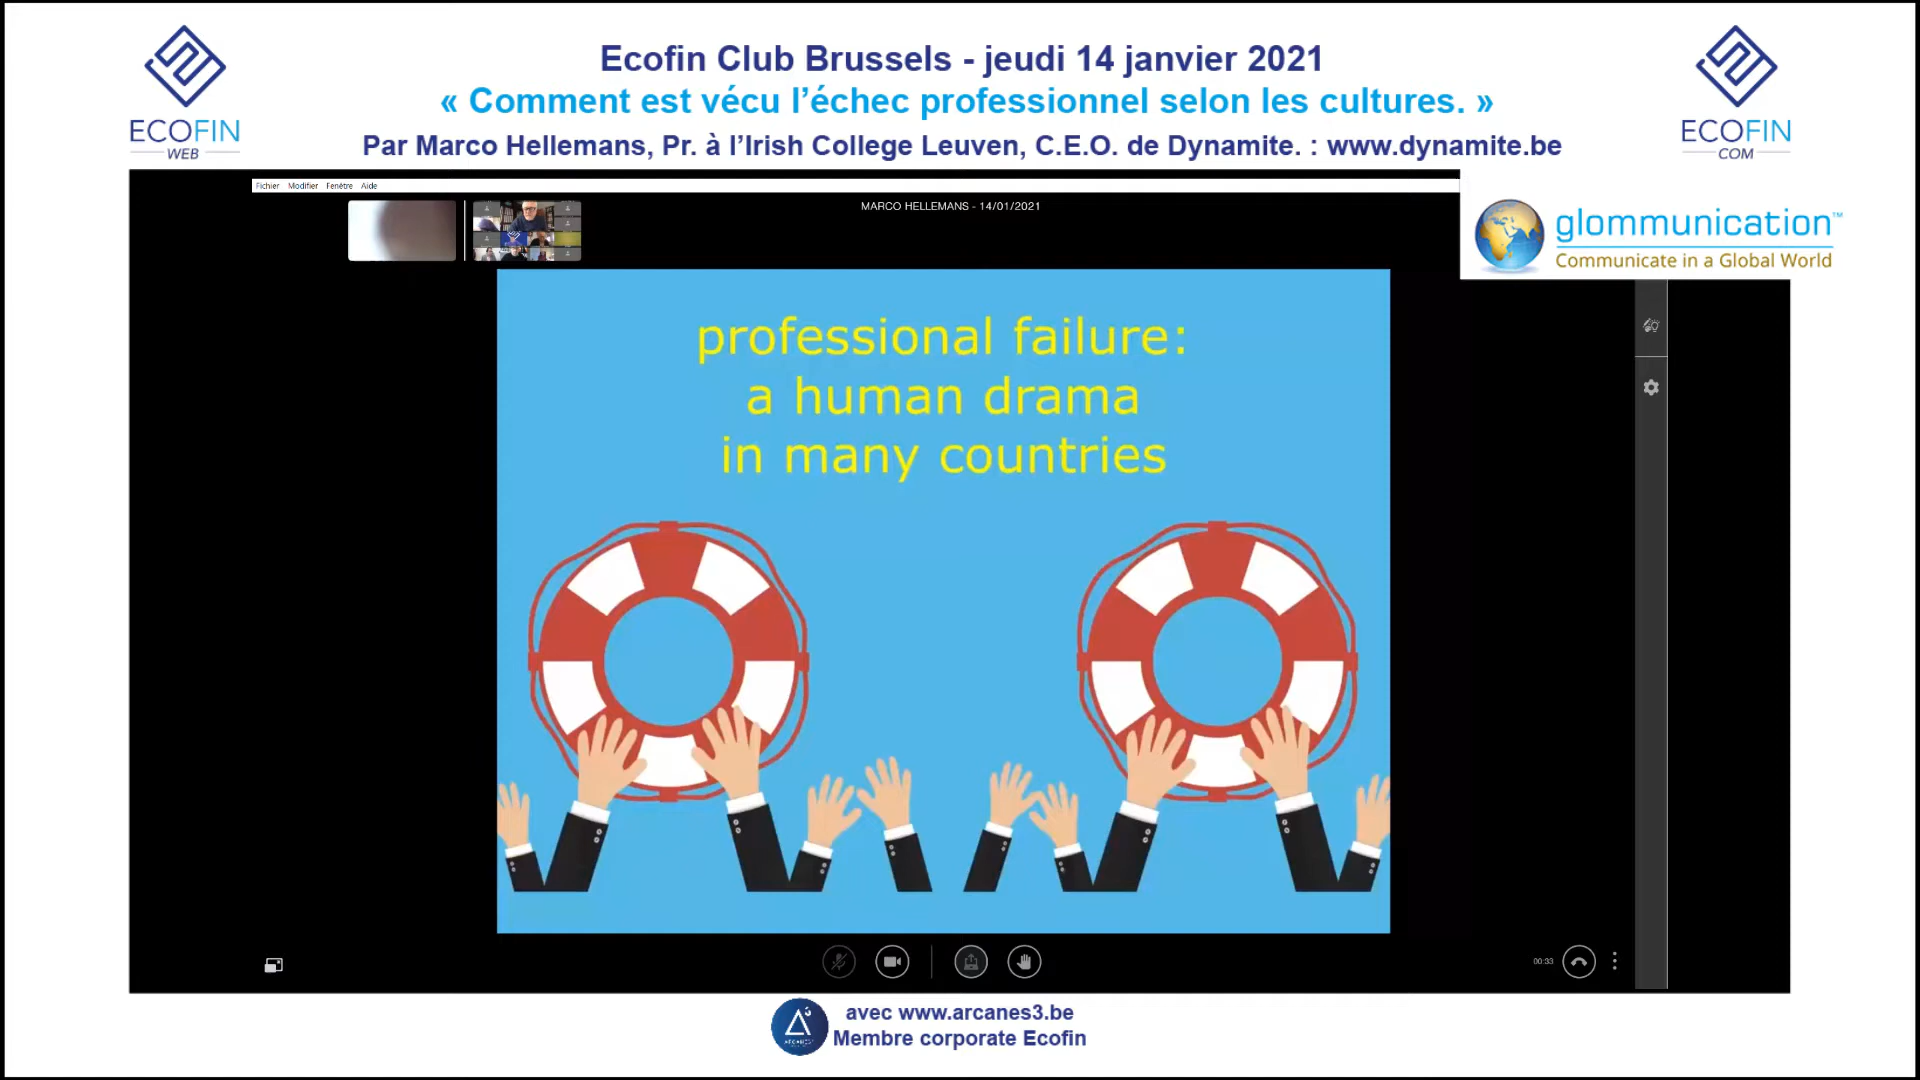 Ecofin Club Brussels - jeudi 14 janvier 2021
« Comment est vécu l’échec professionnel selon les cultures. »
Par Marco Hellemans, Pr. à l’Irish College Leuven, C.E.O. de Dynamite. : www.dynamite.be
ECOFIN
WEB
ECOFIN
COM
Fichier Modifier Fenêtre Aide
MARCO HELLEMANS - 14/01/2021
glommunication™
Communicate in a Global World
professional failure:
a human drama
in many countries
00:33
avec www.arcanes3.be
Membre corporate Ecofin